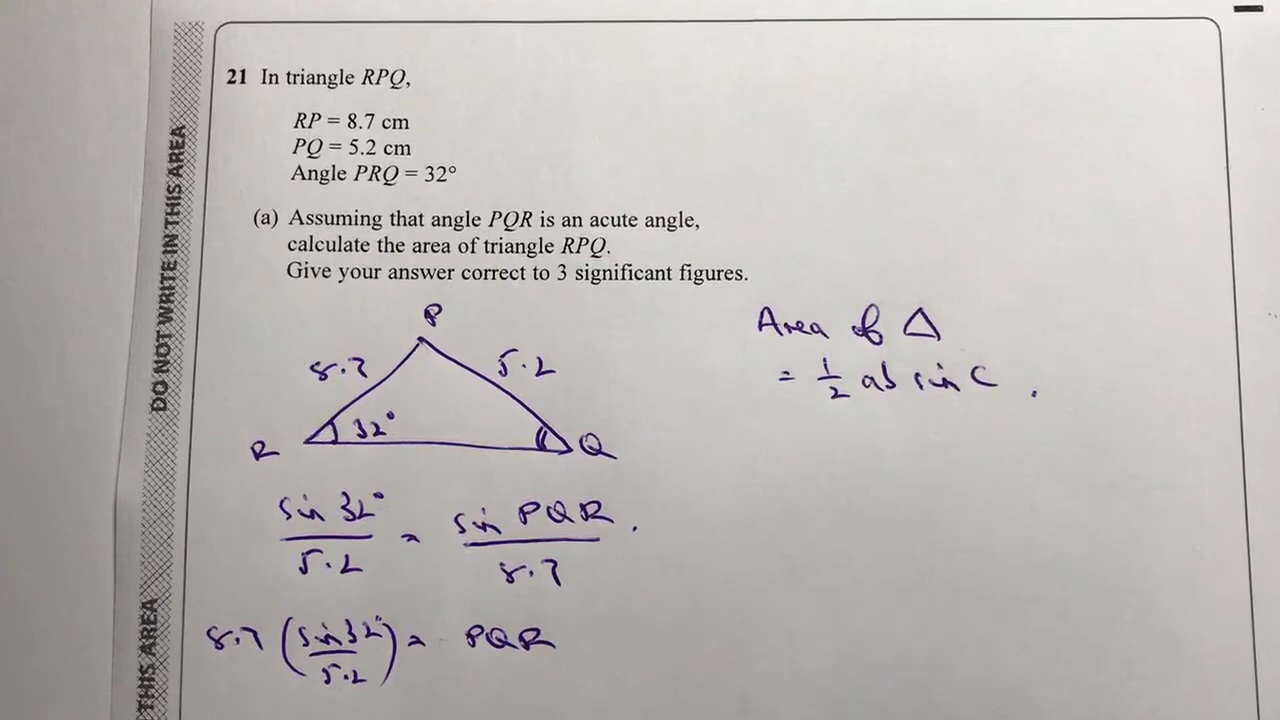 21 In triangle RPQ,
RP = 8.7 cm
PQ = 5.2 cm
Angle PRQ = 32°
(a) Assuming that angle PQR is an acute angle,
calculate the area of triangle RPQ.
Give your answer correct to 3 significant figures.
P
8.7
5.2
R
32°
Q
Area of △
= 1/2 ab sin C.
sin 32° / 5.2 = sin PQR / 8.7.
8.7 (sin 32° / 5.2) = PQR
DO NOT WRITE IN THIS AREA
THIS AREA